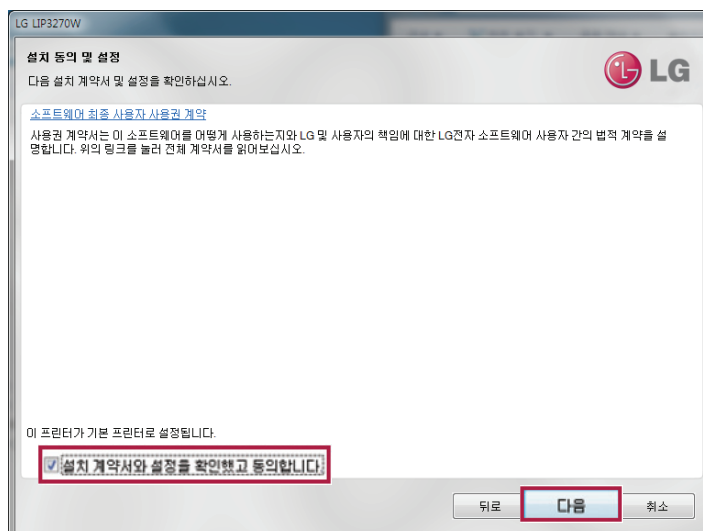 LG LIP3270W
설치 동의 및 설정
다음 설치 계약서 및 설정을 확인하십시오.
LG
소프트웨어 최종 사용자 사용권 계약
사용권 계약서는 이 소프트웨어를 어떻게 사용하는지와 LG 및 사용자의 책임에 대한 LG전자 소프트웨어 사용자 간의 법적 계약을 설
명합니다. 위의 링크를 눌러 전체 계약서를 읽어보십시오.
이 프린터가 기본 프린터로 설정됩니다.
설치 계약서와 설정을 확인했고 동의합니다
뒤로 다음 취소